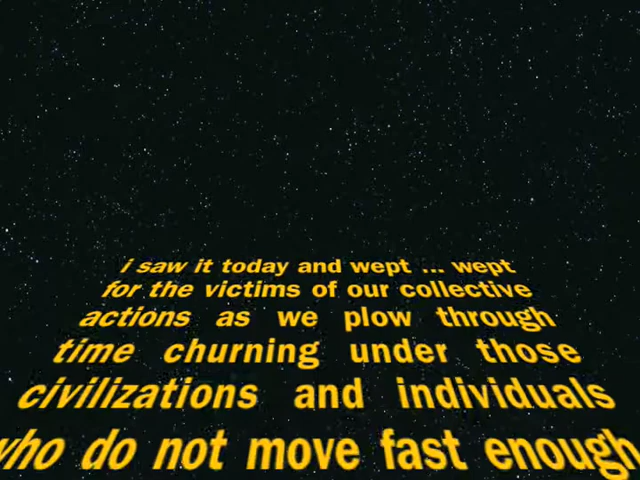 i saw it today and wept ... wept
for the victims of our collective
actions as we plow through
time churning under those
civilizations and individuals
who do not move fast enough